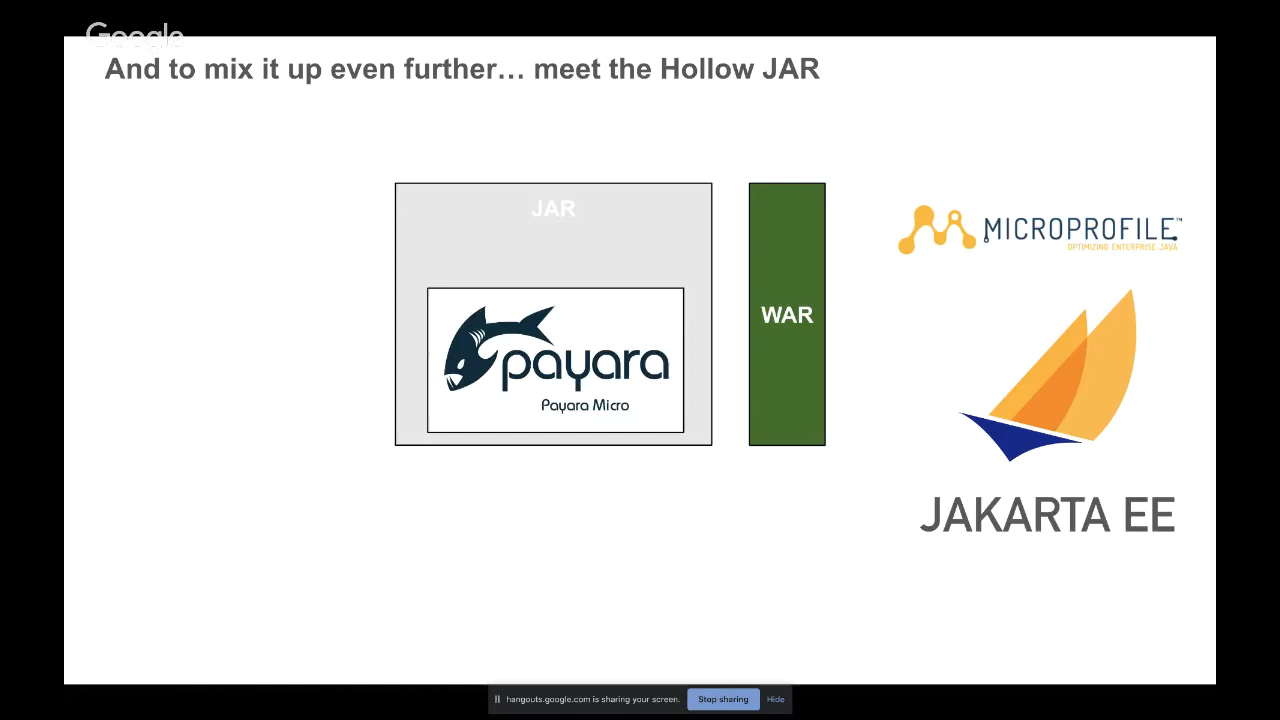 Google
And to mix it up even further… meet the Hollow JAR
JAR
payara
Payara Micro
WAR
MICROPROFILE™
OPTIMIZING ENTERPRISE JAVA
JAKARTA EE
hangouts.google.com is sharing your screen.
Stop sharing
Hide